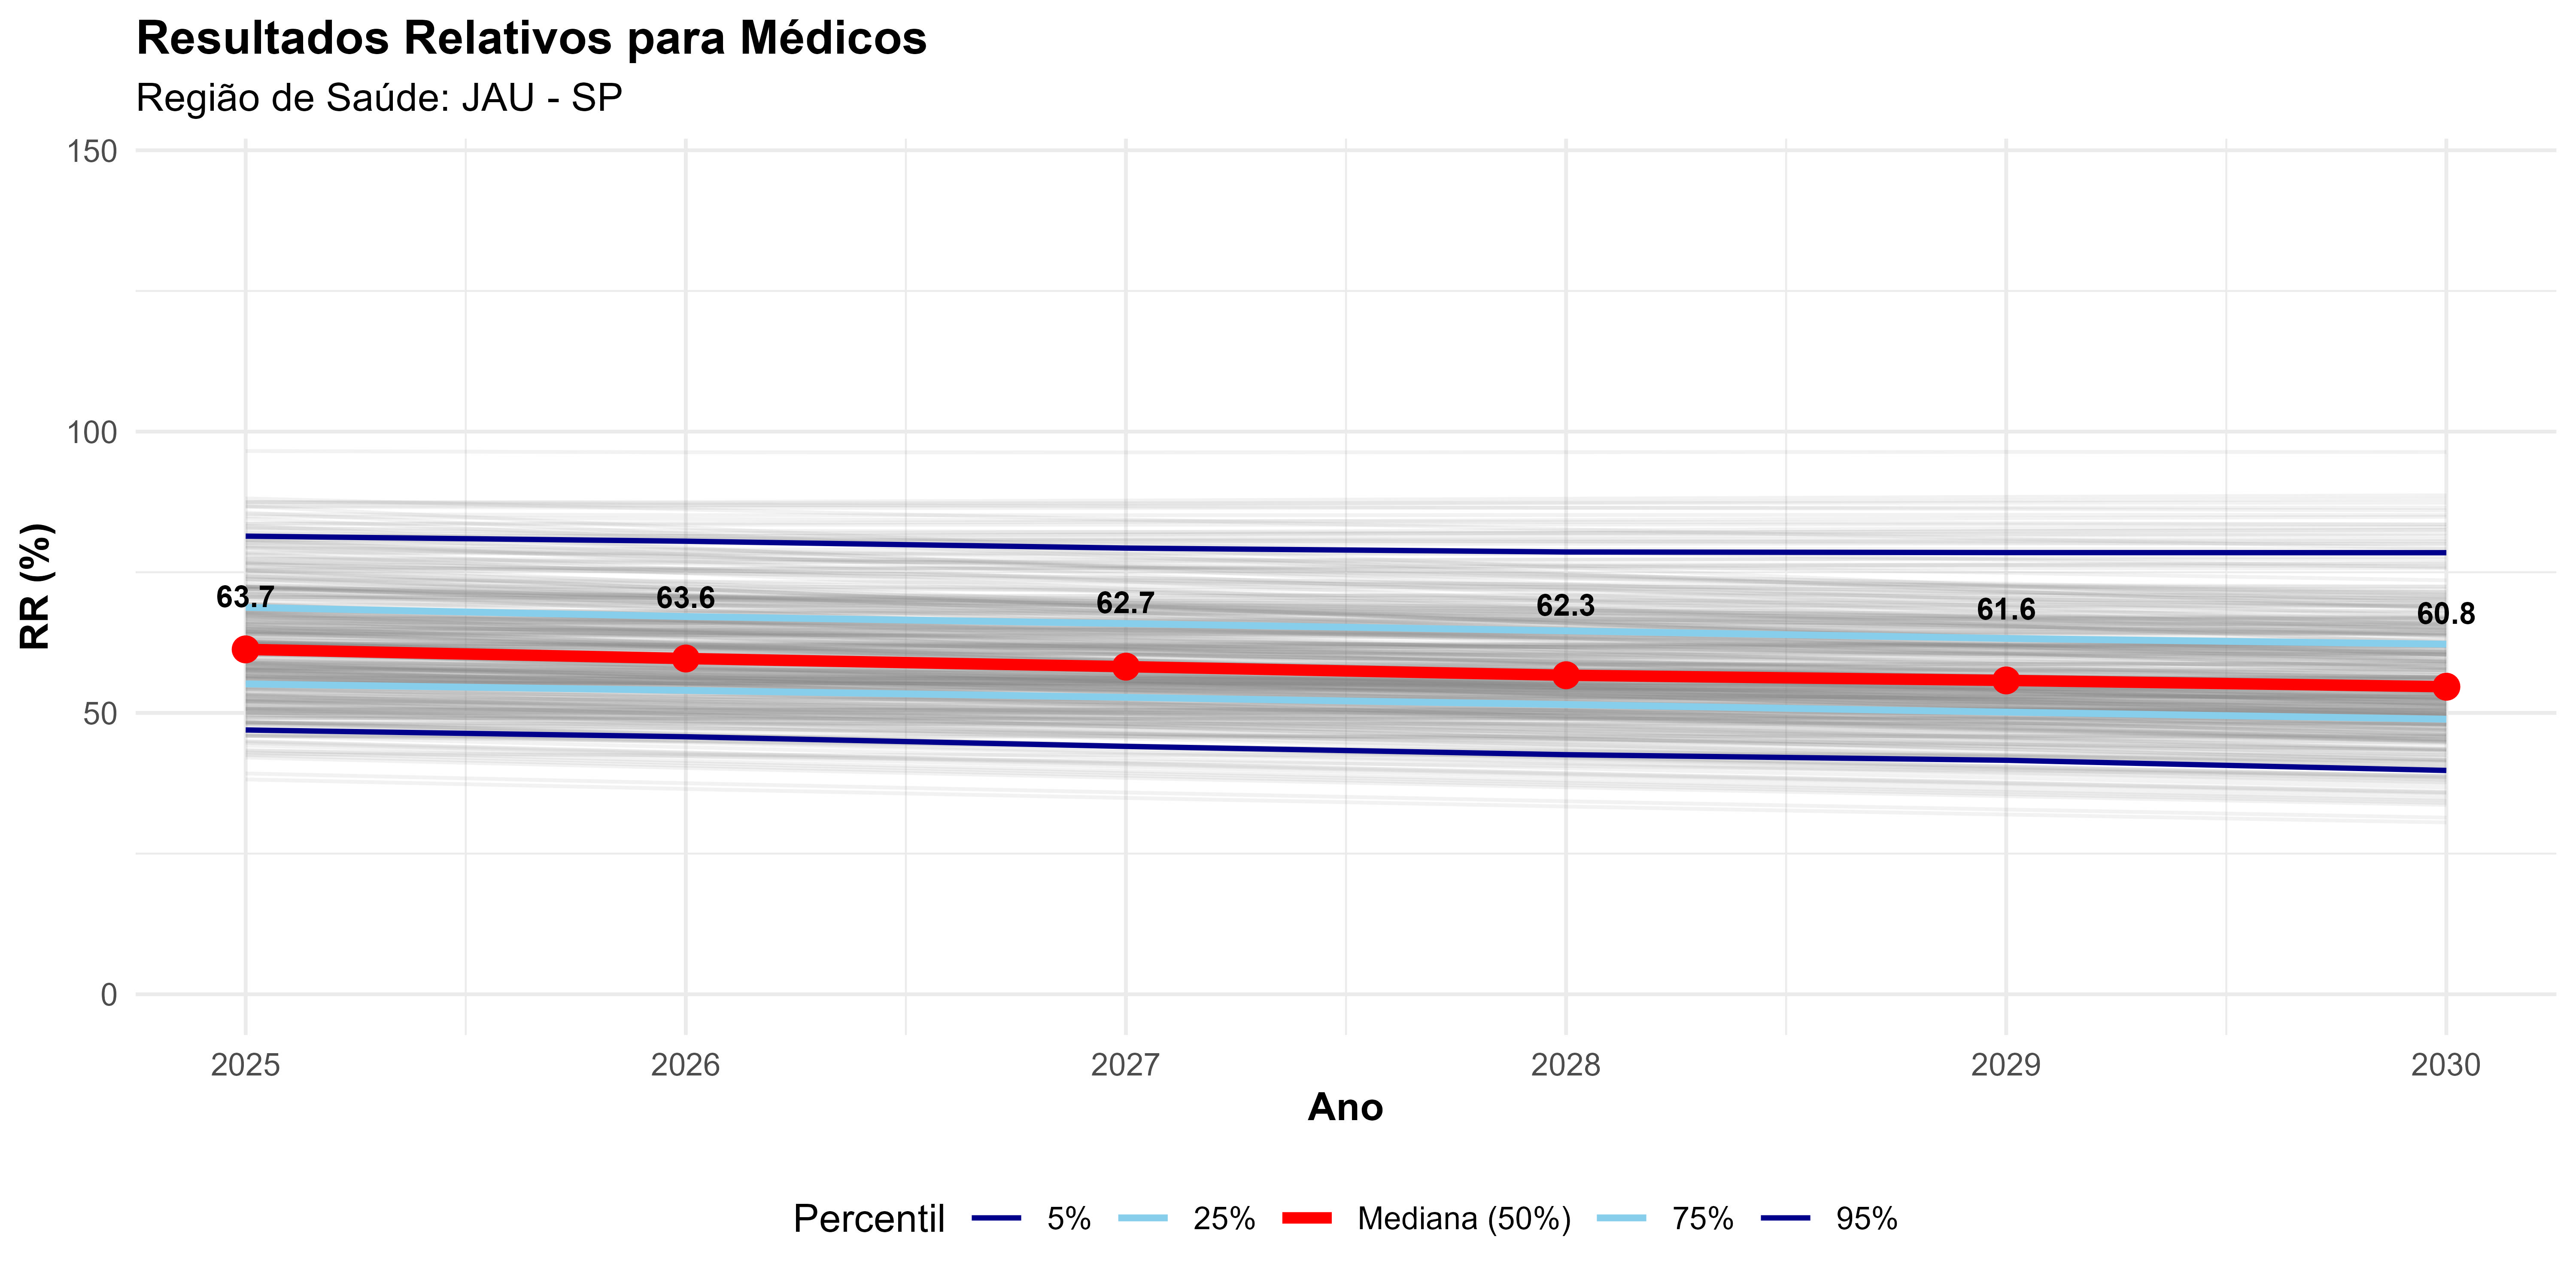 Resultados Relativos para Médicos
Região de Saúde: JAU - SP
150
100
50
0
RR (%)
63.7 63.6 62.7 62.3 61.6 60.8
2025 2026 2027 2028 2029 2030
Ano
Percentil 5% 25% Mediana (50%) 75% 95%